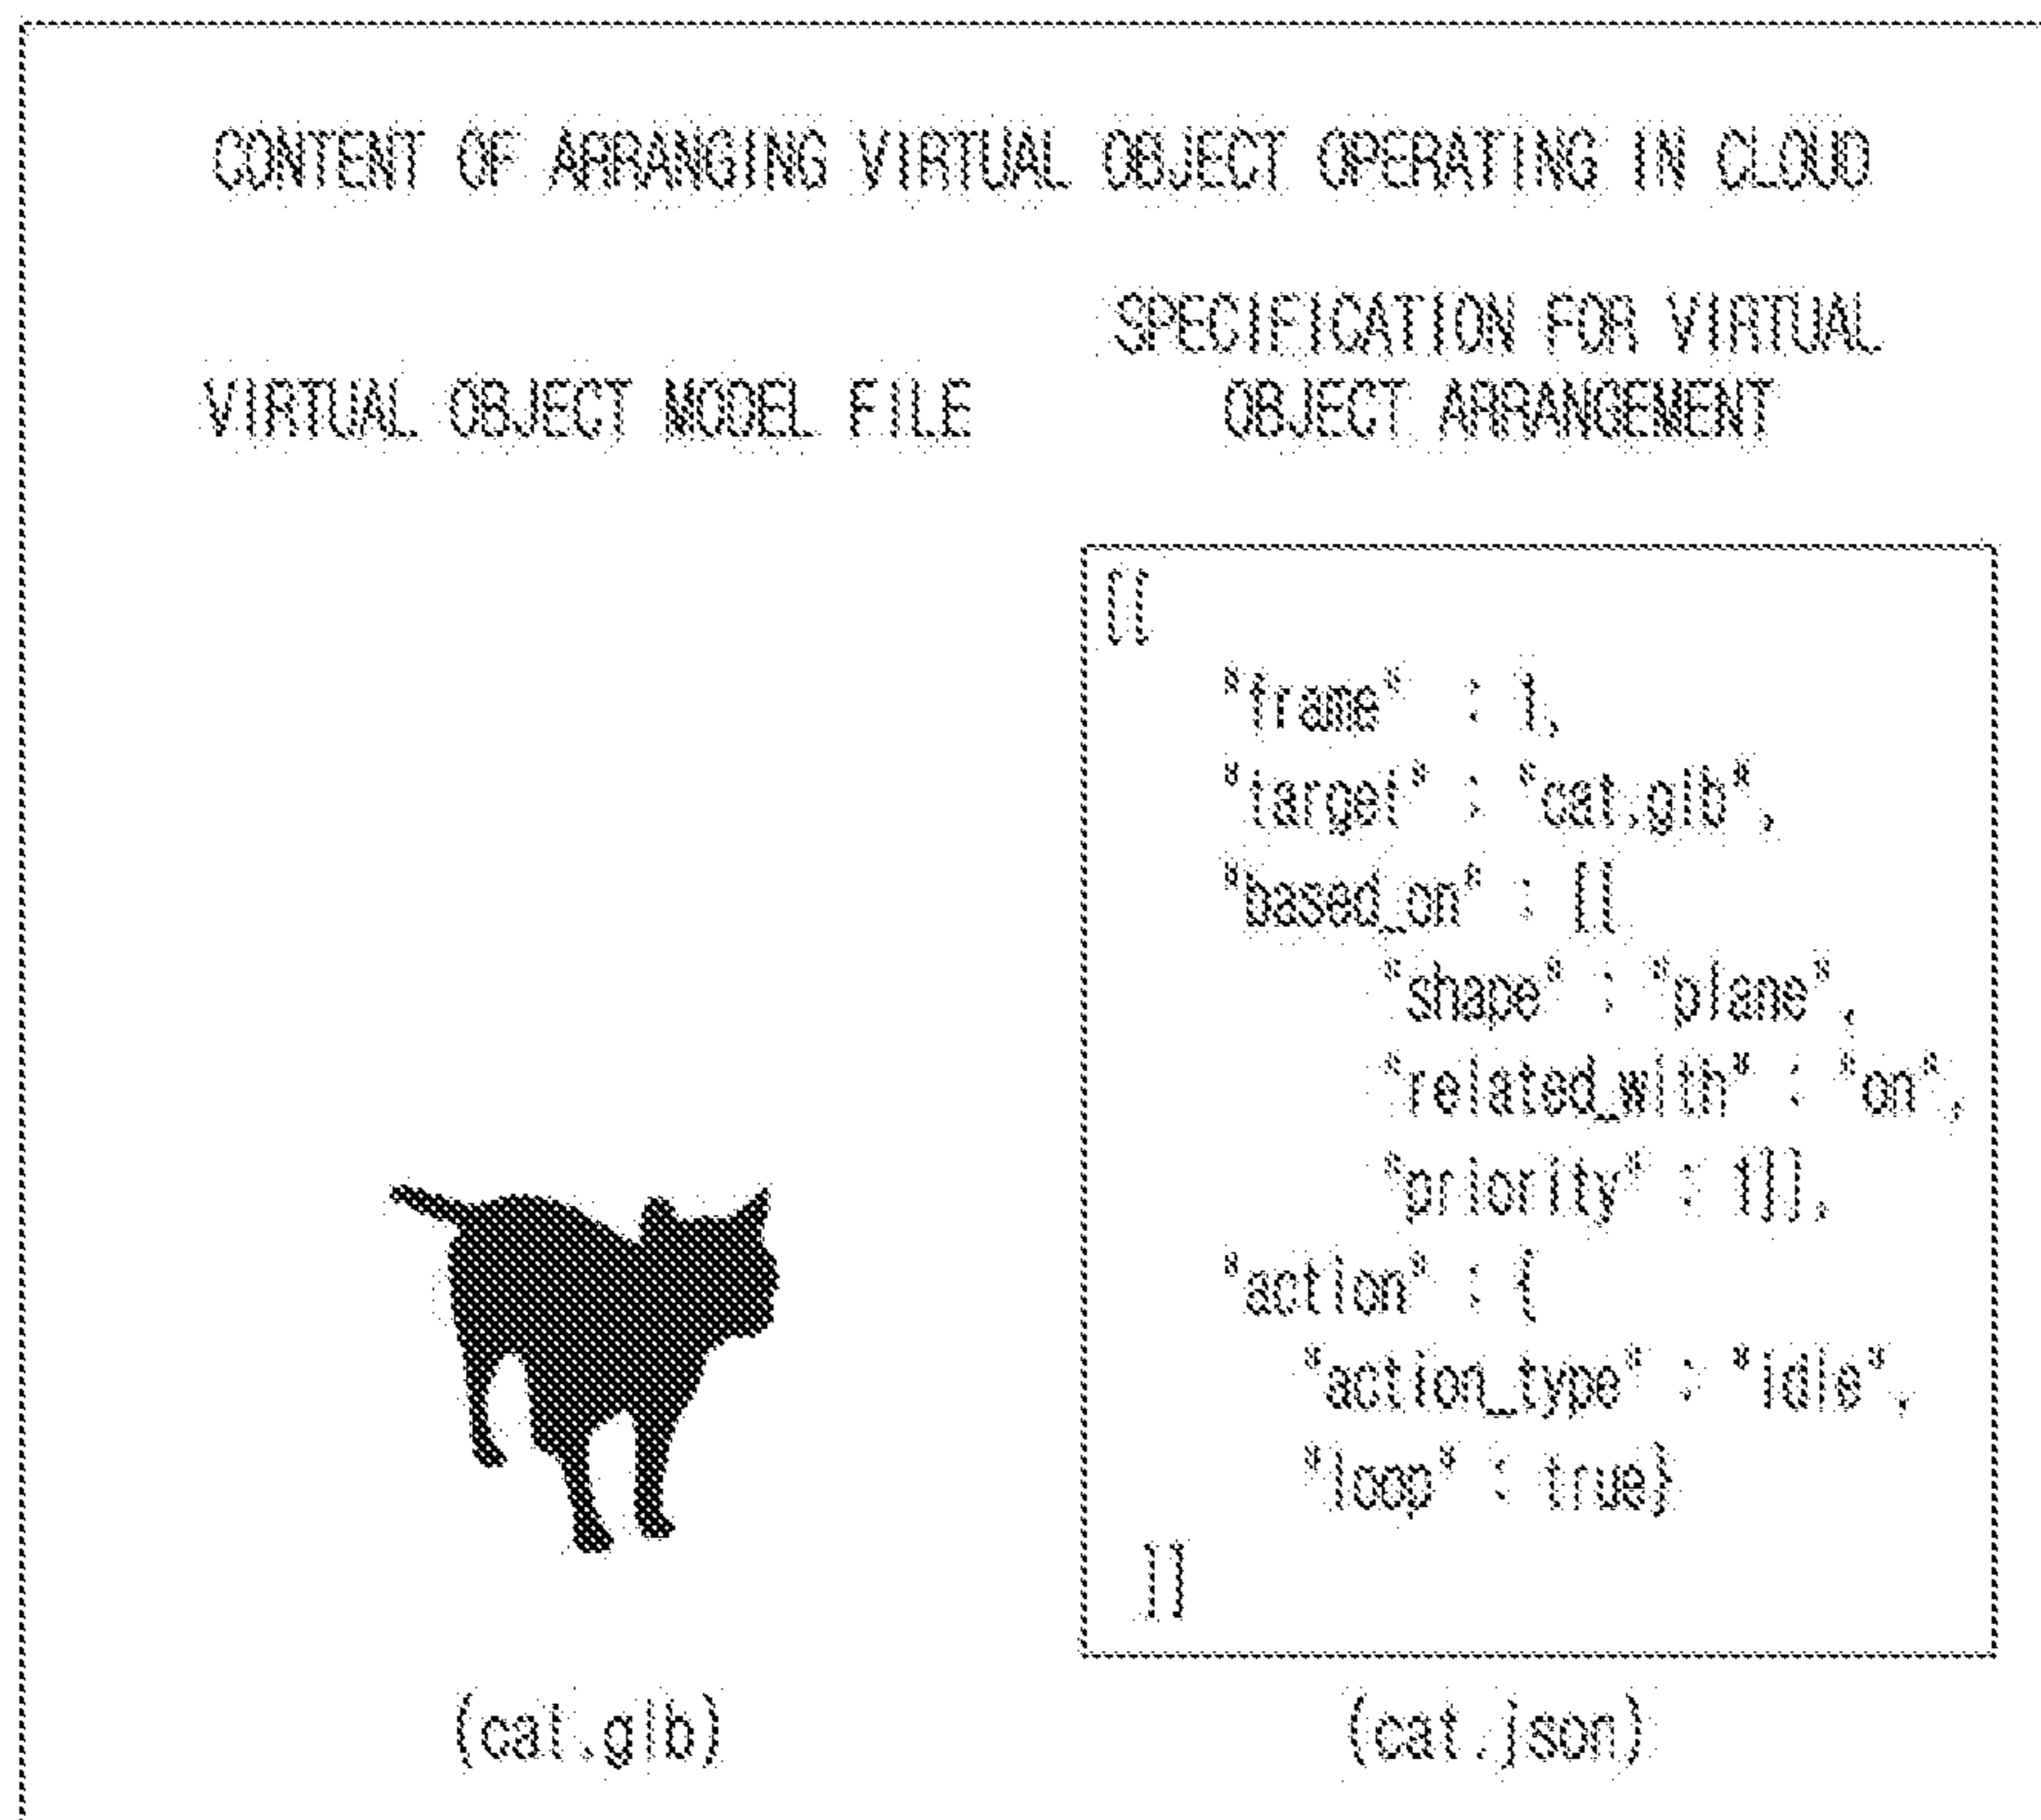 CONTENT OF ARRANGING VIRTUAL OBJECT OPERATING IN CLOUD
VIRTUAL OBJECT MODEL FILE
SPECIFICATION FOR VIRTUAL
OBJECT ARRANGEMENT
[{
"frame" : 1,
"target" : "cat.glb",
"based_on" : [{
"shape" : "plane",
"related_with" : "on",
"priority" : 1}],
"action" : {
"action_type" : "idle",
"loop" : true}
}]
(cat.glb)
(cat.json)